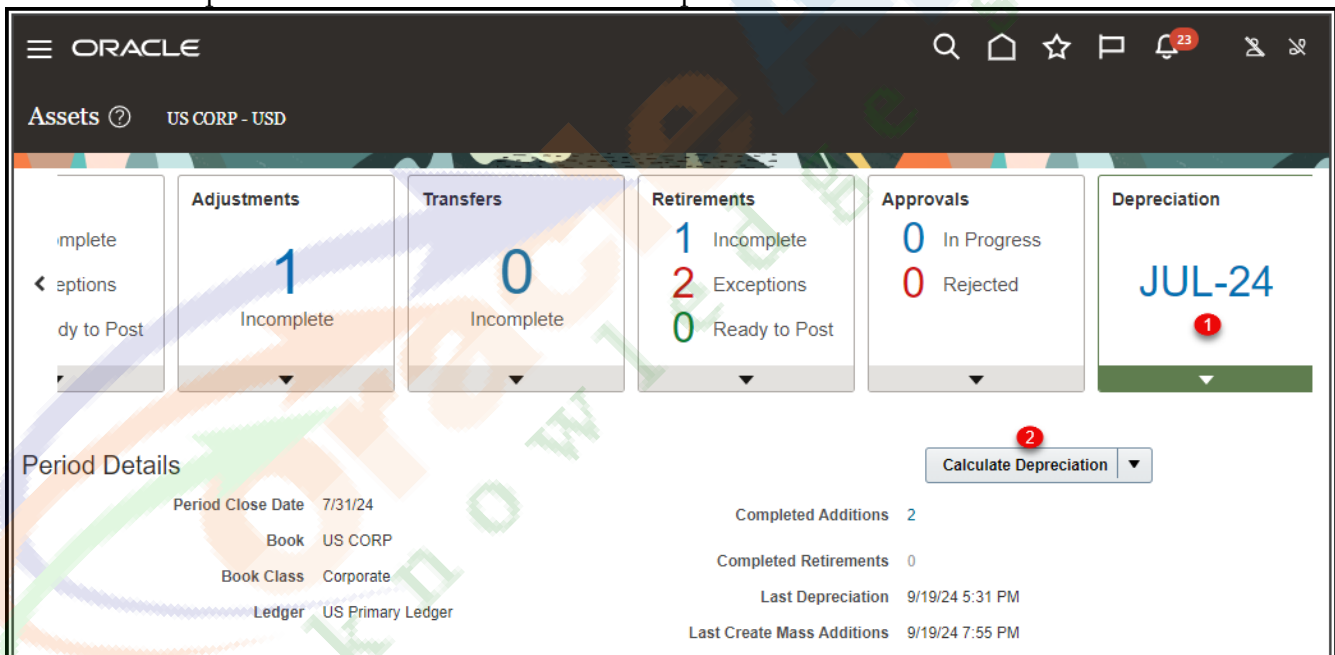 ORACLE
23
Assets ? US CORP - USD
Adjustments
Transfers
Retirements
Approvals
Depreciation
mplete
eptions
dy to Post
1
Incomplete
0
Incomplete
1 Incomplete
2 Exceptions
0 Ready to Post
0 In Progress
0 Rejected
JUL-24
1
2
Period Details
Calculate Depreciation
Period Close Date 7/31/24
Book US CORP
Book Class Corporate
Ledger US Primary Ledger
Completed Additions 2
Completed Retirements 0
Last Depreciation 9/19/24 5:31 PM
Last Create Mass Additions 9/19/24 7:55 PM